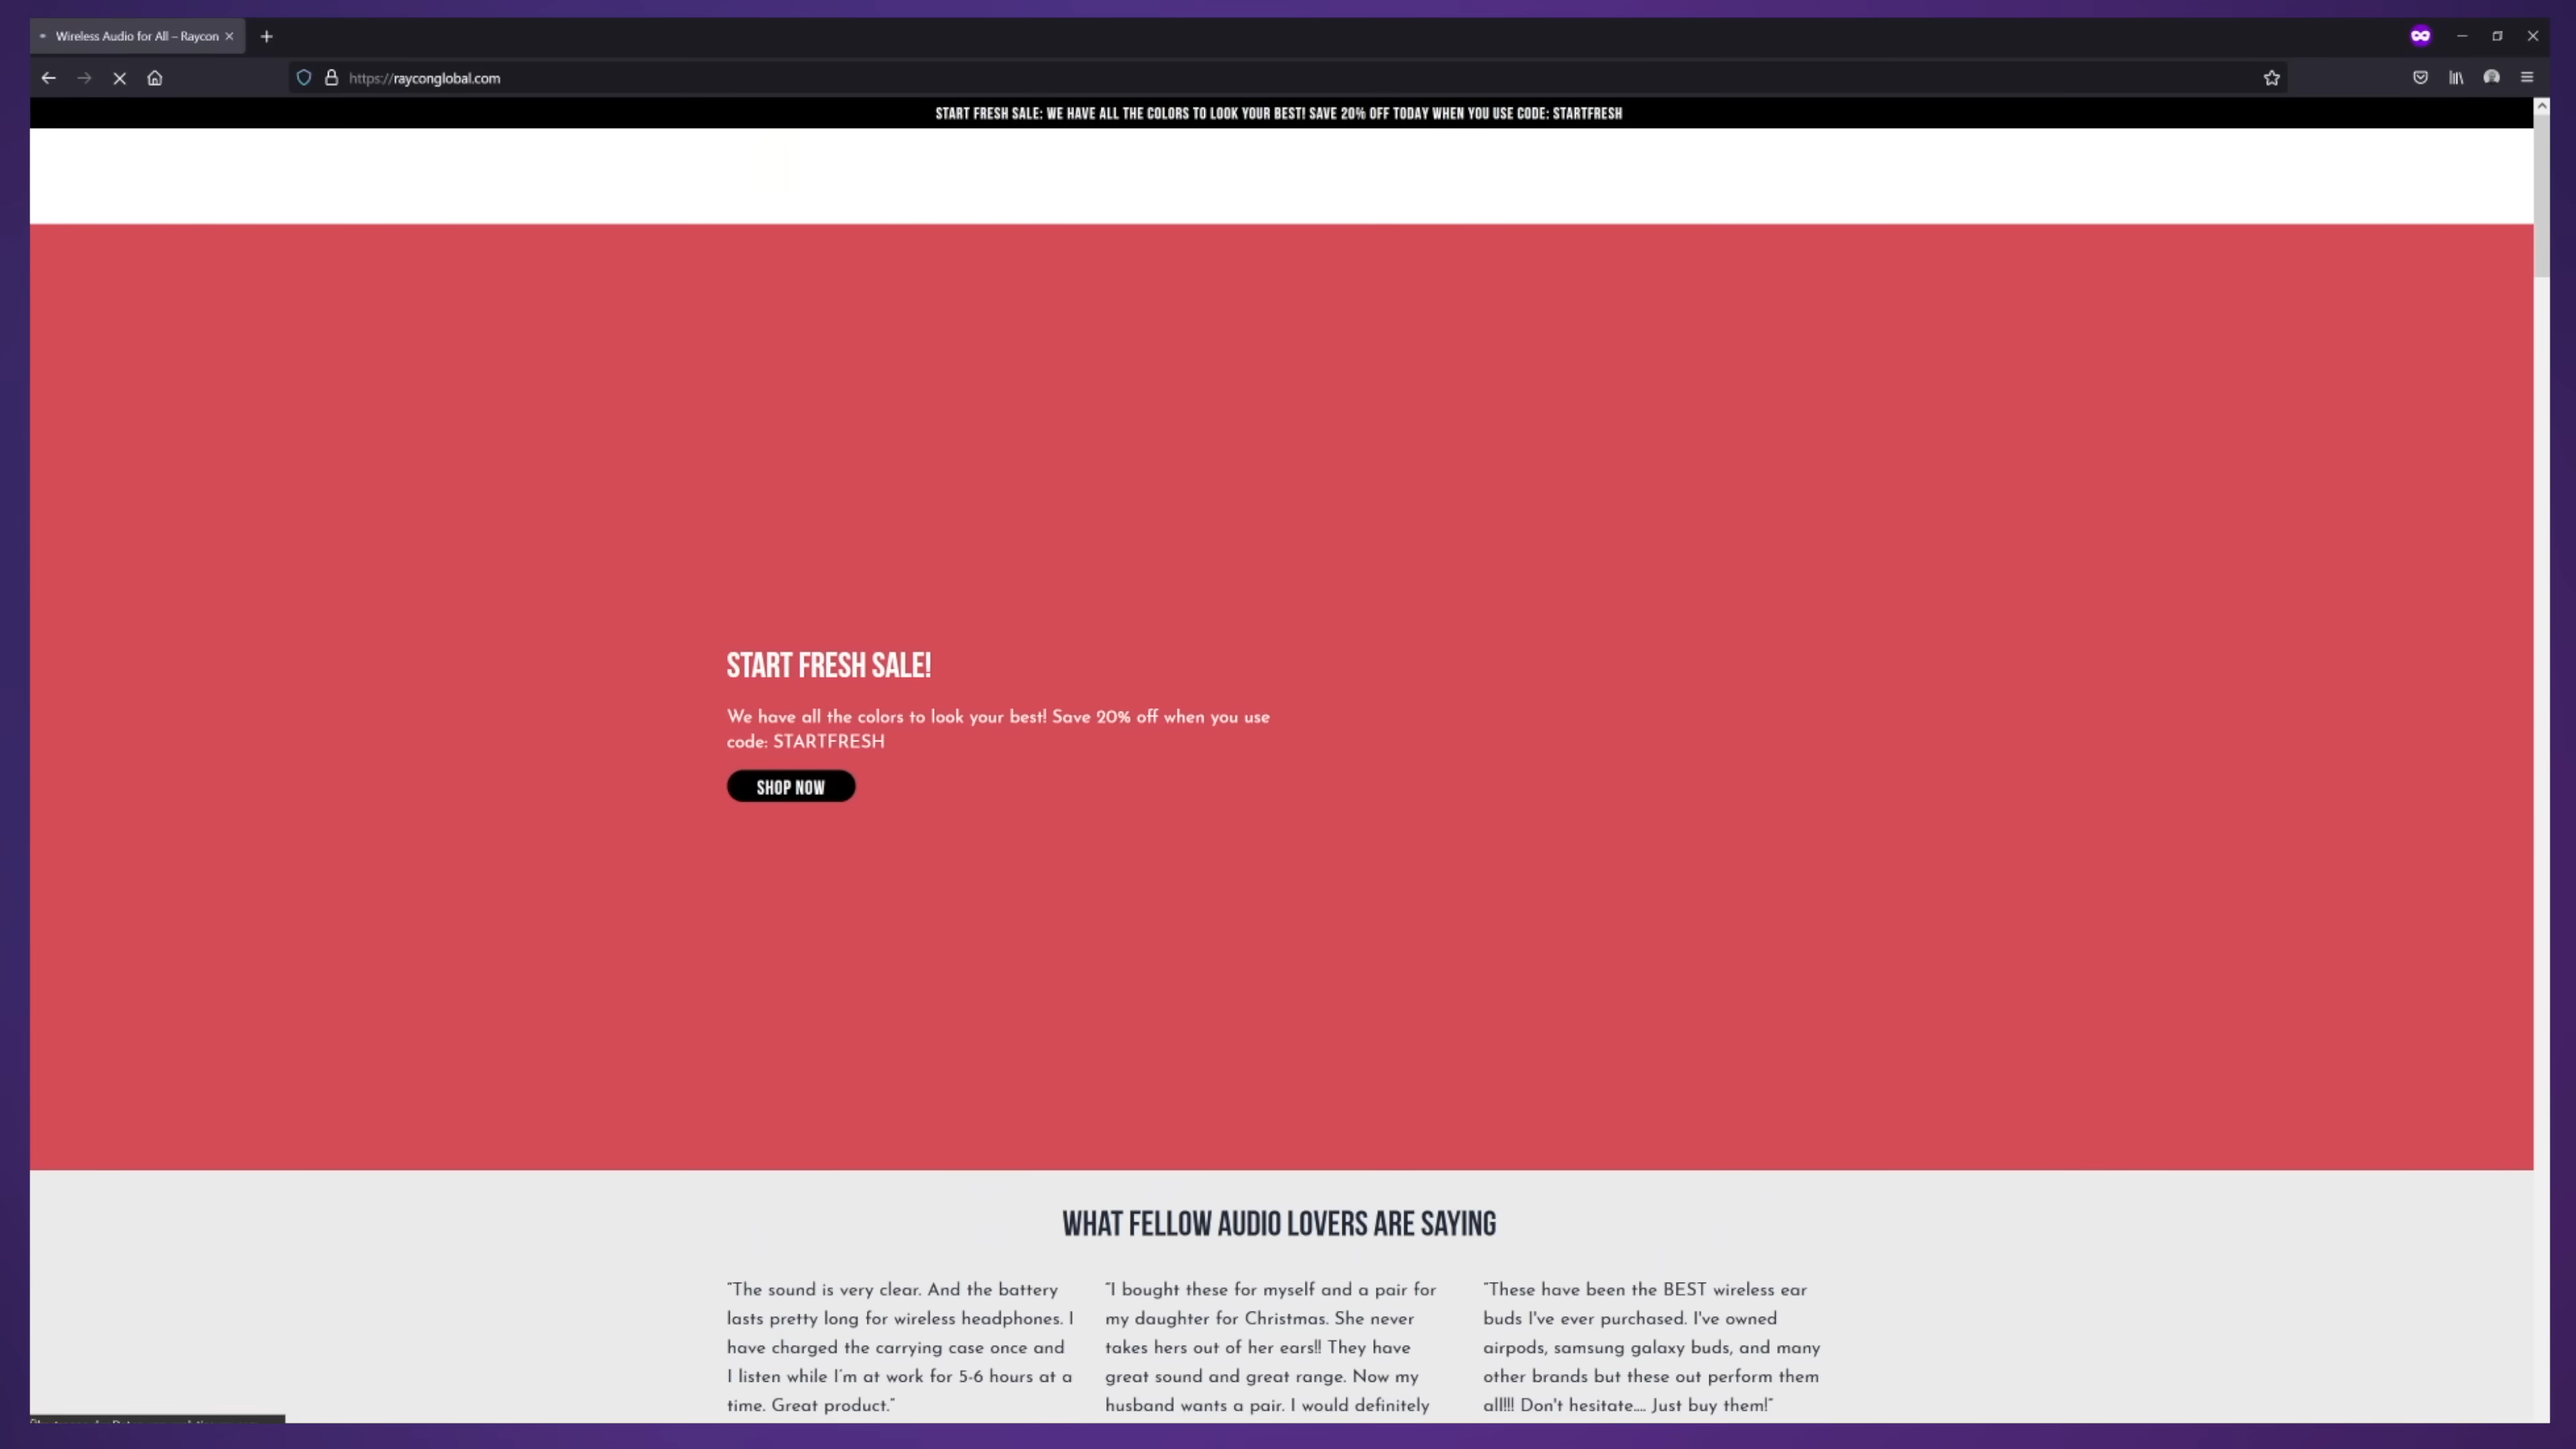 Wireless Audio for All – Raycon
https://rayconglobal.com
START FRESH SALE: WE HAVE ALL THE COLORS TO LOOK YOUR BEST! SAVE 20% OFF TODAY WHEN YOU USE CODE: STARTFRESH
START FRESH SALE!
We have all the colors to look your best! Save 20% off when you use
code: STARTFRESH
SHOP NOW
WHAT FELLOW AUDIO LOVERS ARE SAYING
"The sound is very clear. And the battery
lasts pretty long for wireless headphones. I
have charged the carrying case once and
I listen while I'm at work for 5-6 hours at a
time. Great product."
"I bought these for myself and a pair for
my daughter for Christmas. She never
takes hers out of her ears!! They have
great sound and great range. Now my
husband wants a pair. I would definitely
"These have been the BEST wireless ear
buds I've ever purchased. I've owned
airpods, samsung galaxy buds, and many
other brands but these out perform them
all!!! Don't hesitate.... Just buy them!"